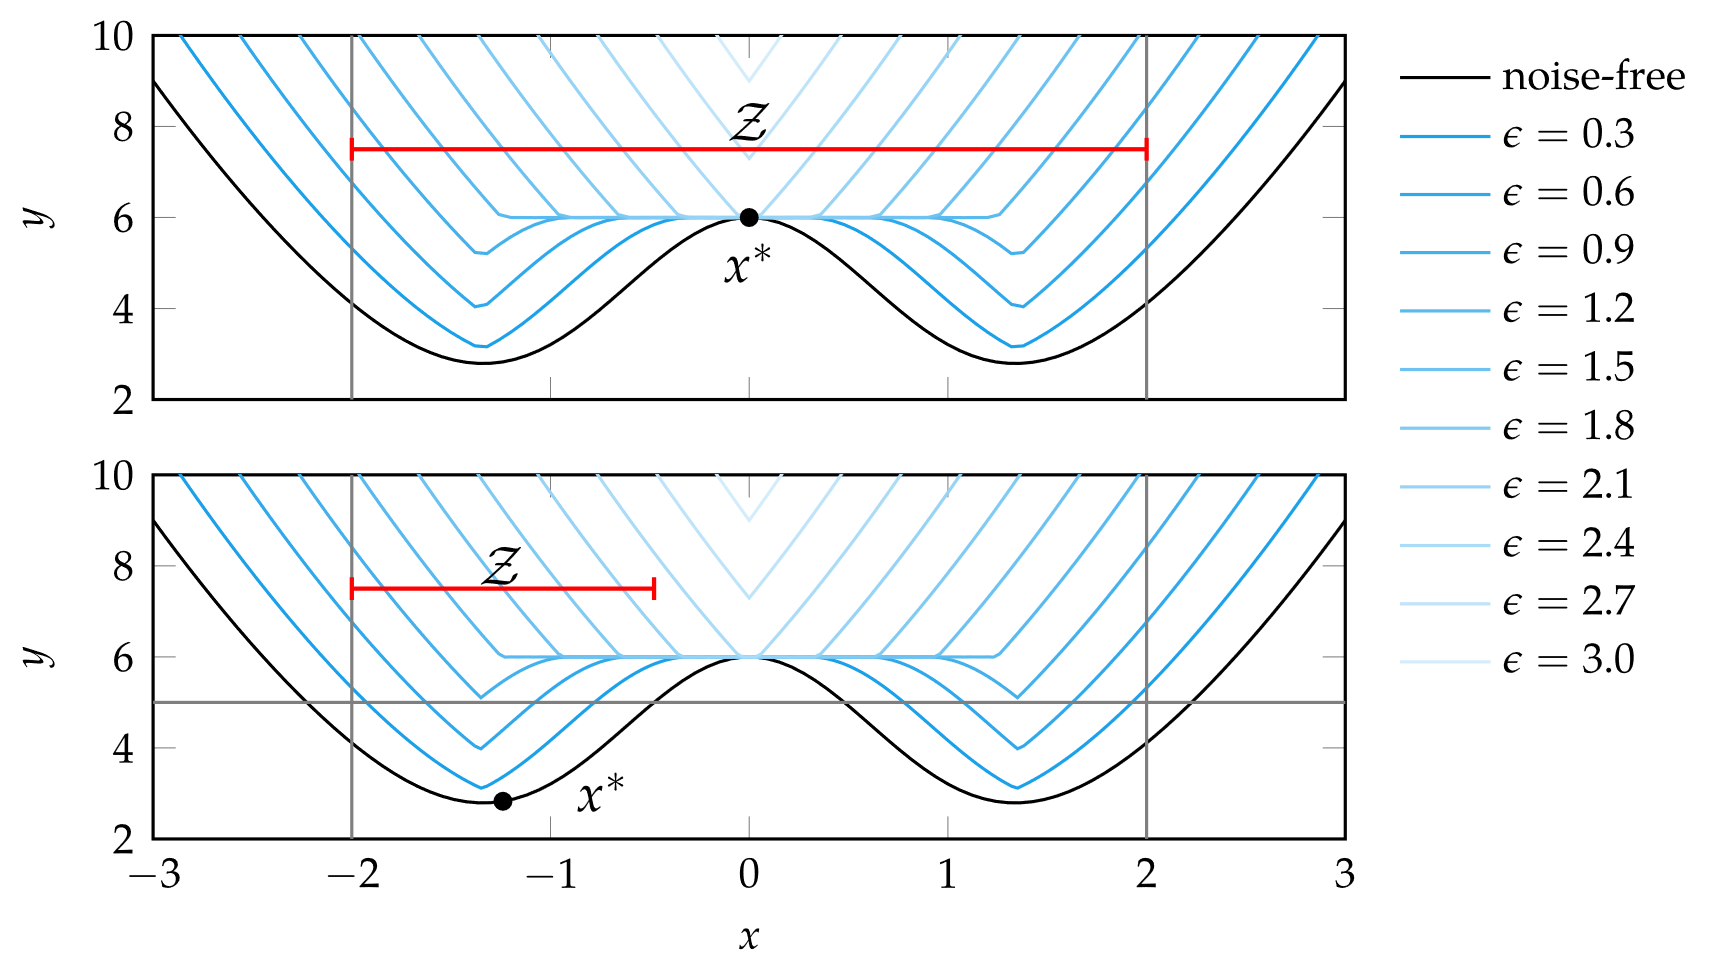 10
8
6
4
2
y
𝒵
x*
noise-free
ϵ = 0.3
ϵ = 0.6
ϵ = 0.9
ϵ = 1.2
ϵ = 1.5
ϵ = 1.8
ϵ = 2.1
ϵ = 2.4
ϵ = 2.7
ϵ = 3.0
10
8
6
4
2
y
𝒵
x*
−3 −2 −1 0 1 2 3
x